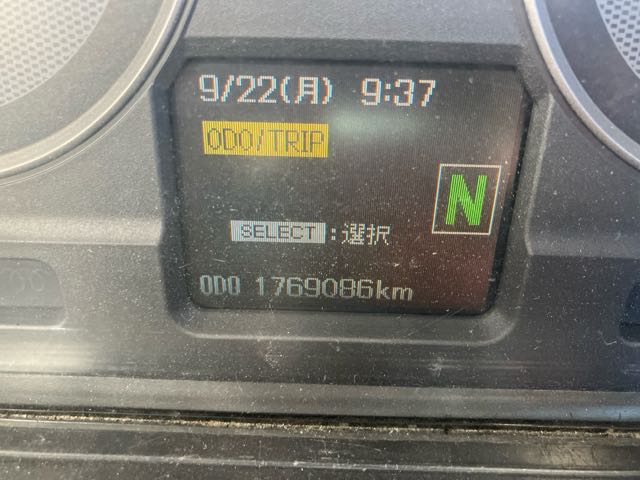 9/22(月) 9:37
ODO/TRIP
N
SELECT:選択
ODO 1769086km